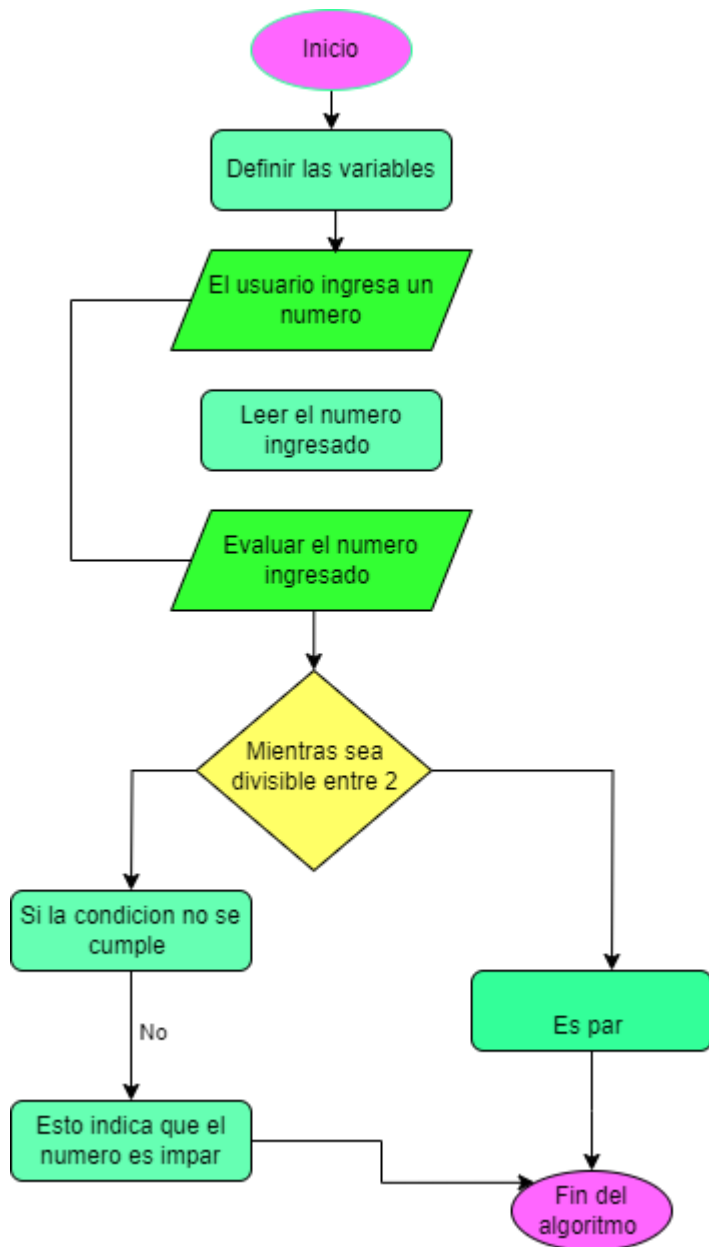 Inicio
Definir las variables
El usuario ingresa un
numero
Leer el numero
ingresado
Evaluar el numero
ingresado
Mientras sea
divisible entre 2
Si la condicion no se
cumple
No
Es par
Esto indica que el
numero es impar
Fin del
algoritmo